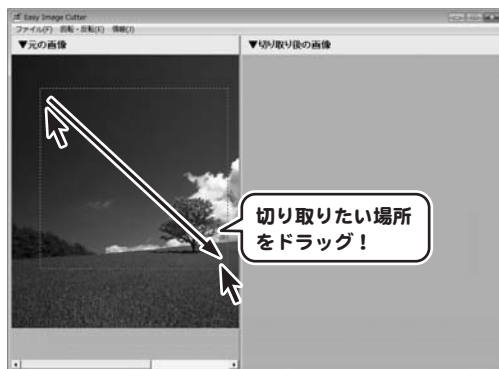 Easy Image Cutter
ファイル(F) 回転・反転(E) 情報(J)
▼元の画像
▼切り取り後の画像
切り取りたい場所
をドラッグ！